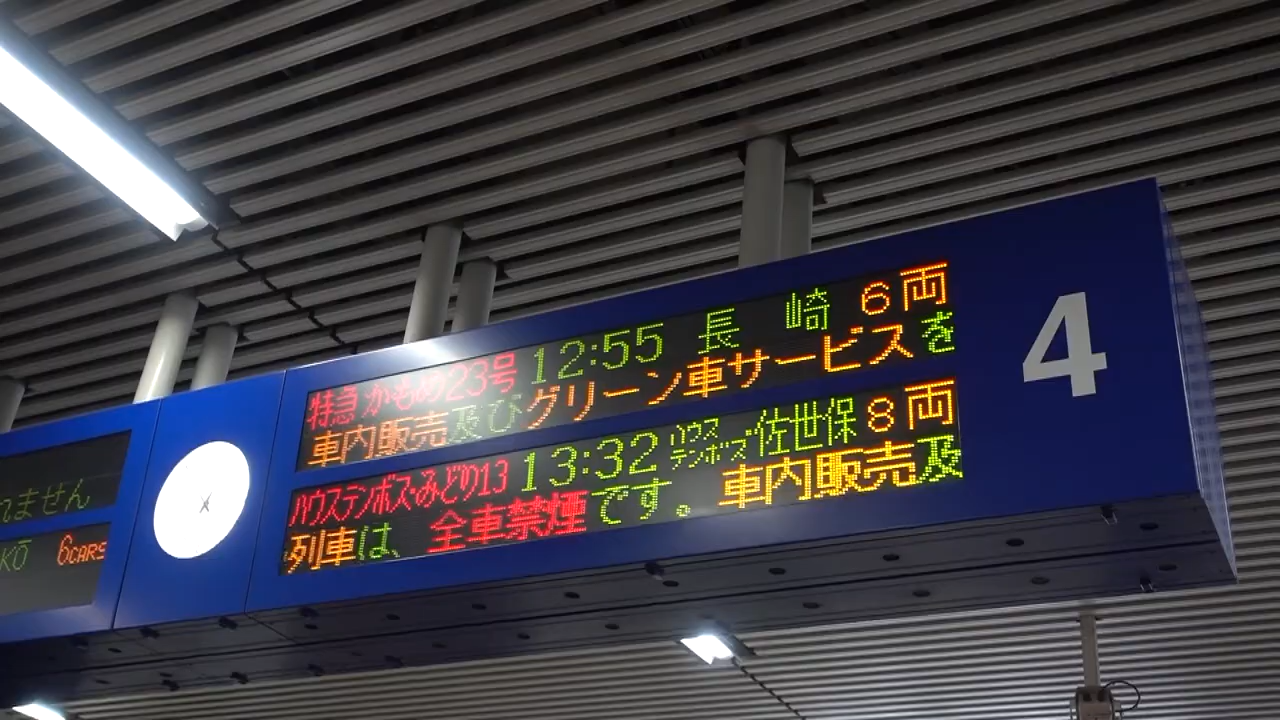 れません
KŌ 6CARS
特急 かもめ23号 12:55 長崎 6両
車内販売及びグリーン車サービスを
ハウステンボス・みどり13 13:32 ハウステンボス・佐世保 8両
列車は、全車禁煙です。 車内販売及
4